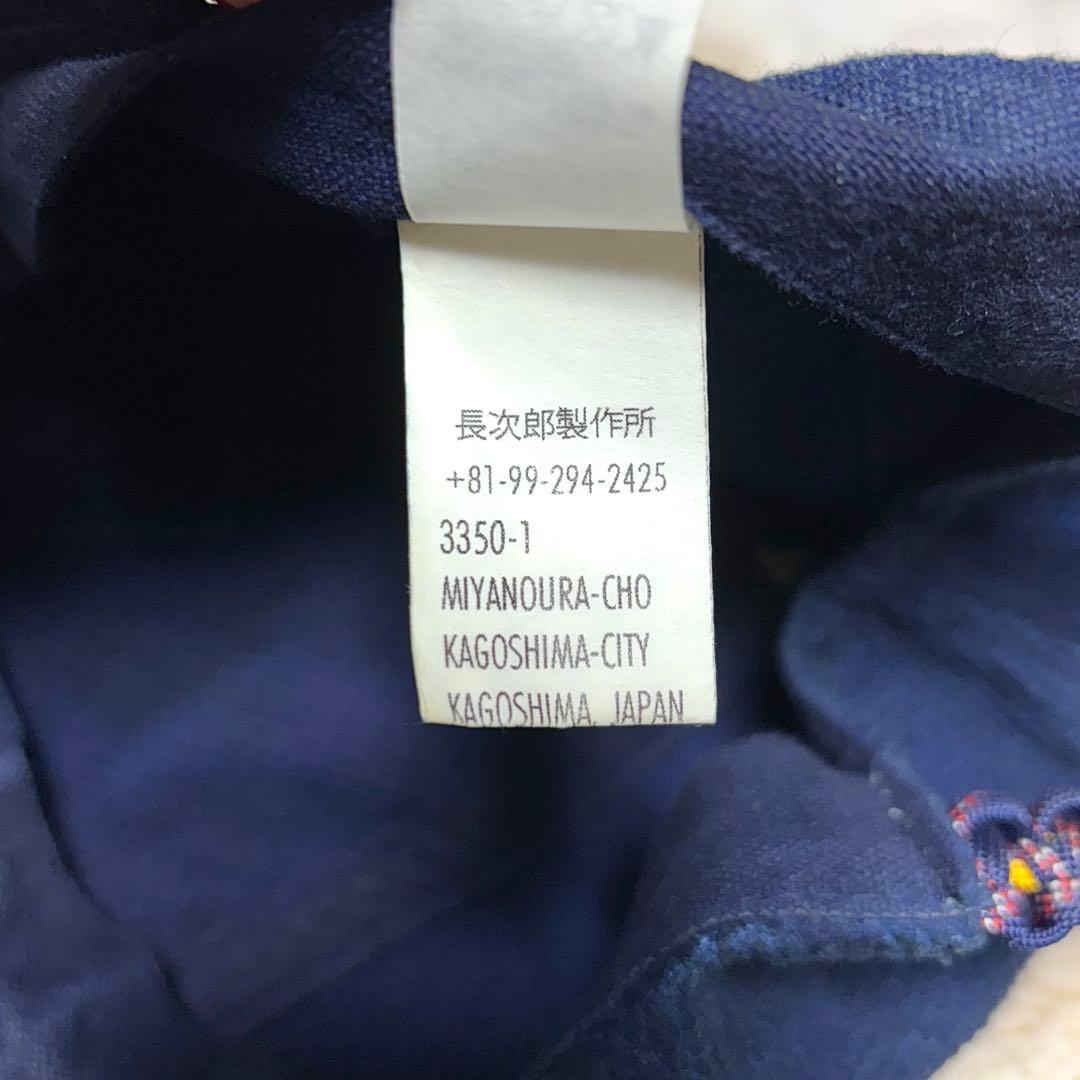 長次郎製作所
+81-99-294-2425
3350-1
MIYANOURA-CHO
KAGOSHIMA-CITY
KAGOSHIMA, JAPAN